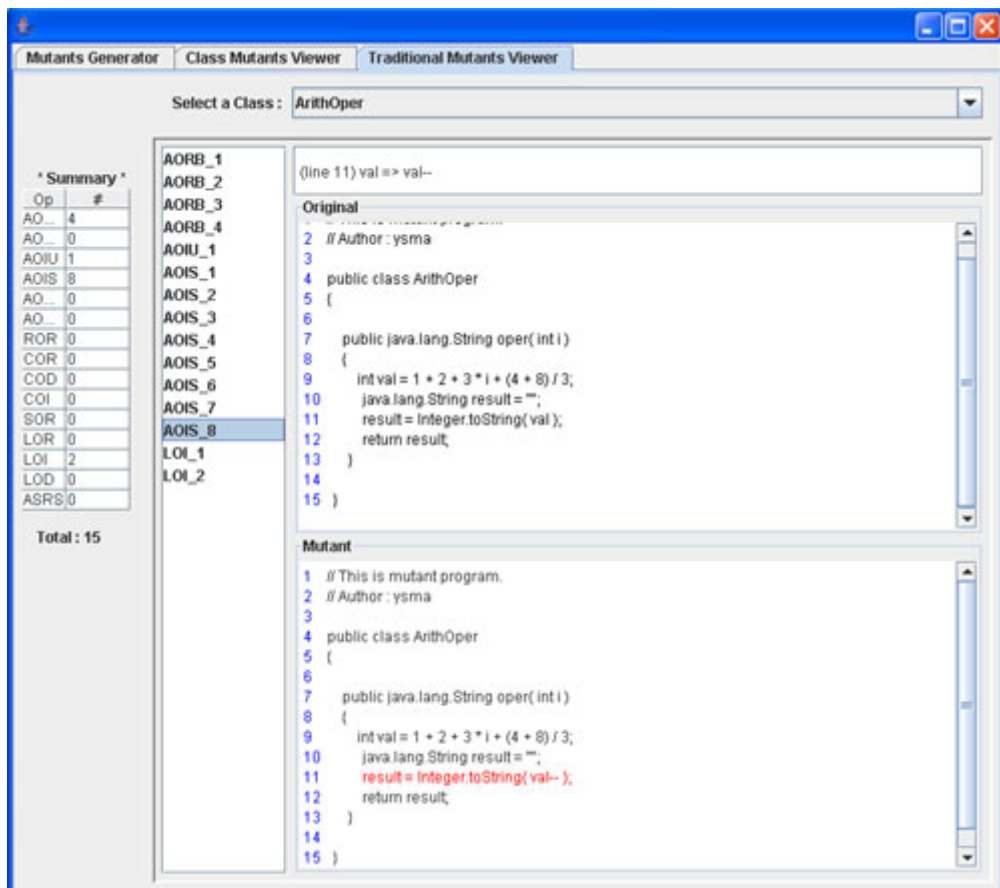 Mutants Generator Class Mutants Viewer Traditional Mutants Viewer
Select a Class : ArithOper
* Summary *
Op #
AO... 4
AO... 0
AOIU 1
AOIS 8
AO... 0
AO... 0
ROR 0
COR 0
COD 0
COI 0
SOR 0
LOR 0
LOI 2
LOD 0
ASRS 0
Total : 15
AORB_1
AORB_2
AORB_3
AORB_4
AOIU_1
AOIS_1
AOIS_2
AOIS_3
AOIS_4
AOIS_5
AOIS_6
AOIS_7
AOIS_8
LOI_1
LOI_2
(line 11) val => val--
Original
2 // Author : ysma
3
4 public class ArithOper
5 {
6
7 public java.lang.String oper( int i )
8 {
9 int val = 1 + 2 + 3 * i + (4 + 8) / 3;
10 java.lang.String result = "";
11 result = Integer.toString( val );
12 return result;
13 }
14
15 }
Mutant
1 // This is mutant program.
2 // Author : ysma
3
4 public class ArithOper
5 {
6
7 public java.lang.String oper( int i )
8 {
9 int val = 1 + 2 + 3 * i + (4 + 8) / 3;
10 java.lang.String result = "";
11 result = Integer.toString( val-- );
12 return result;
13 }
14
15 }